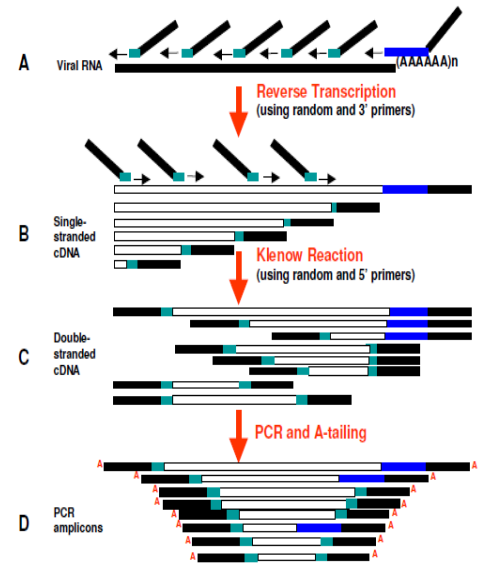 A
Viral RNA
(AAAAAA)n
Reverse Transcription
(using random and 3' primers)
B
Single-
stranded
cDNA
Klenow Reaction
(using random and 5' primers)
C
Double-
stranded
cDNA
PCR and A-tailing
D
PCR
amplicons
A A
A A
A A
A A
A A
A A
A A
A A